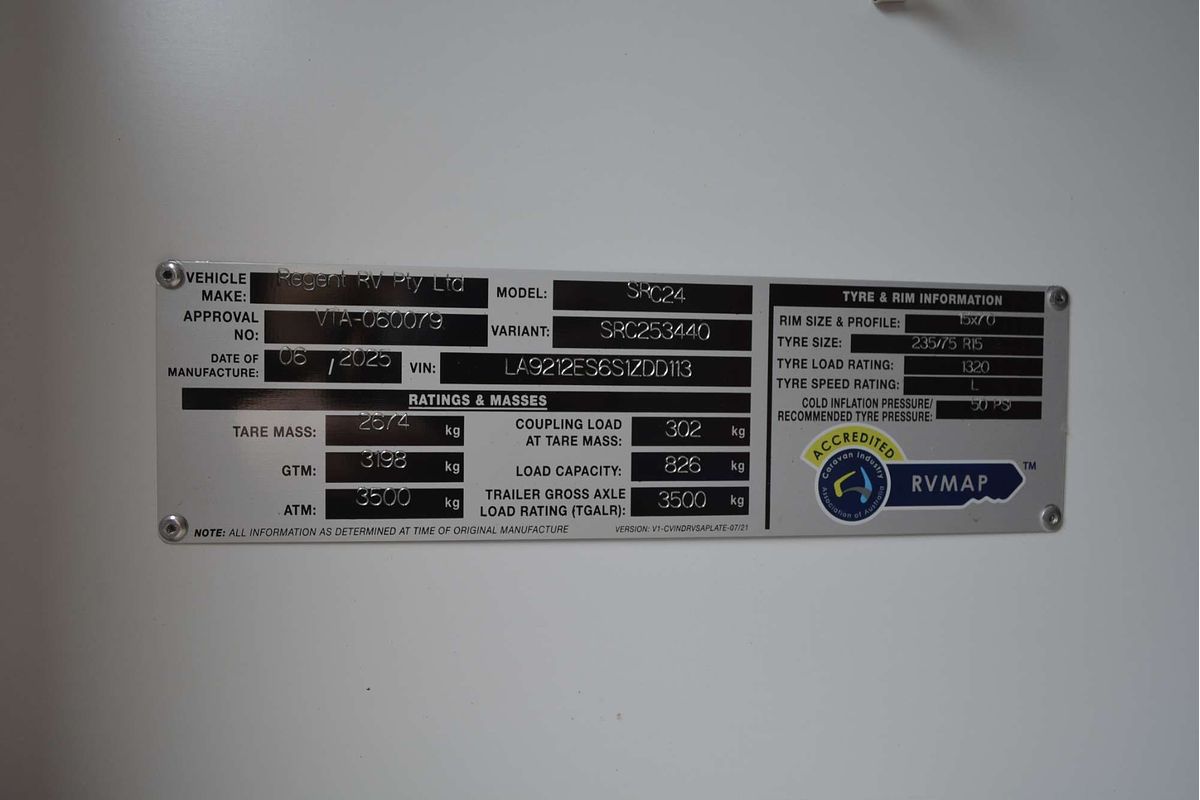 VEHICLE MAKE: Regent RV Pty Ltd
MODEL: SRC24
APPROVAL NO: VTA-060079
VARIANT: SRC253440
DATE OF MANUFACTURE: 06 / 2025
VIN: LA9212ES6S1ZDD113
RATINGS & MASSES
TARE MASS: 2674 kg
COUPLING LOAD AT TARE MASS: 302 kg
GTM: 3198 kg
LOAD CAPACITY: 826 kg
ATM: 3500 kg
TRAILER GROSS AXLE LOAD RATING (TGALR): 3500 kg
NOTE: ALL INFORMATION AS DETERMINED AT TIME OF ORIGINAL MANUFACTURE
VERSION: V1-CVINDRVSAPLATE-07/21
TYRE & RIM INFORMATION
RIM SIZE & PROFILE: 15x7.0
TYRE SIZE: 235/75 R15
TYRE LOAD RATING: 1320
TYRE SPEED RATING: L
COLD INFLATION PRESSURE/
RECOMMENDED TYRE PRESSURE: 50 PSI
ACCREDITED
Caravan Industry
Association of Australia
RVMAP TM